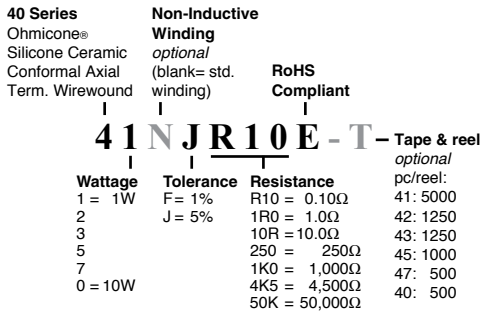 40 Series
Ohmicone®
Silicone Ceramic
Conformal Axial
Term. Wirewound
Non-Inductive
Winding
optional
(blank= std.
winding)
RoHS
Compliant
41NJR10E-T
Tape & reel
optional
pc/reel:
41: 5000
42: 1250
43: 1250
45: 1000
47: 500
40: 500
Wattage
1 = 1W
2
3
5
7
0 = 10W
Tolerance
F= 1%
J = 5%
Resistance
R10 = 0.10Ω
1R0 = 1.0Ω
10R =10.0Ω
250 = 250Ω
1K0 = 1,000Ω
4K5 = 4,500Ω
50K = 50,000Ω